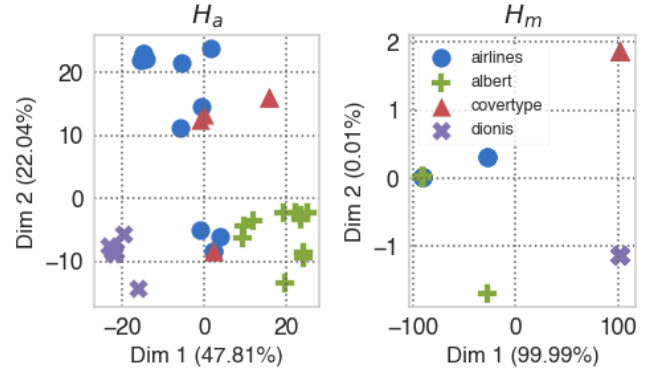 H_a
20
10
0
−10
−20 0 20
Dim 2 (22.04%)
Dim 1 (47.81%)
H_m
airlines
albert
covertype
dionis
2
1
0
−1
−100 0 100
Dim 2 (0.01%)
Dim 1 (99.99%)